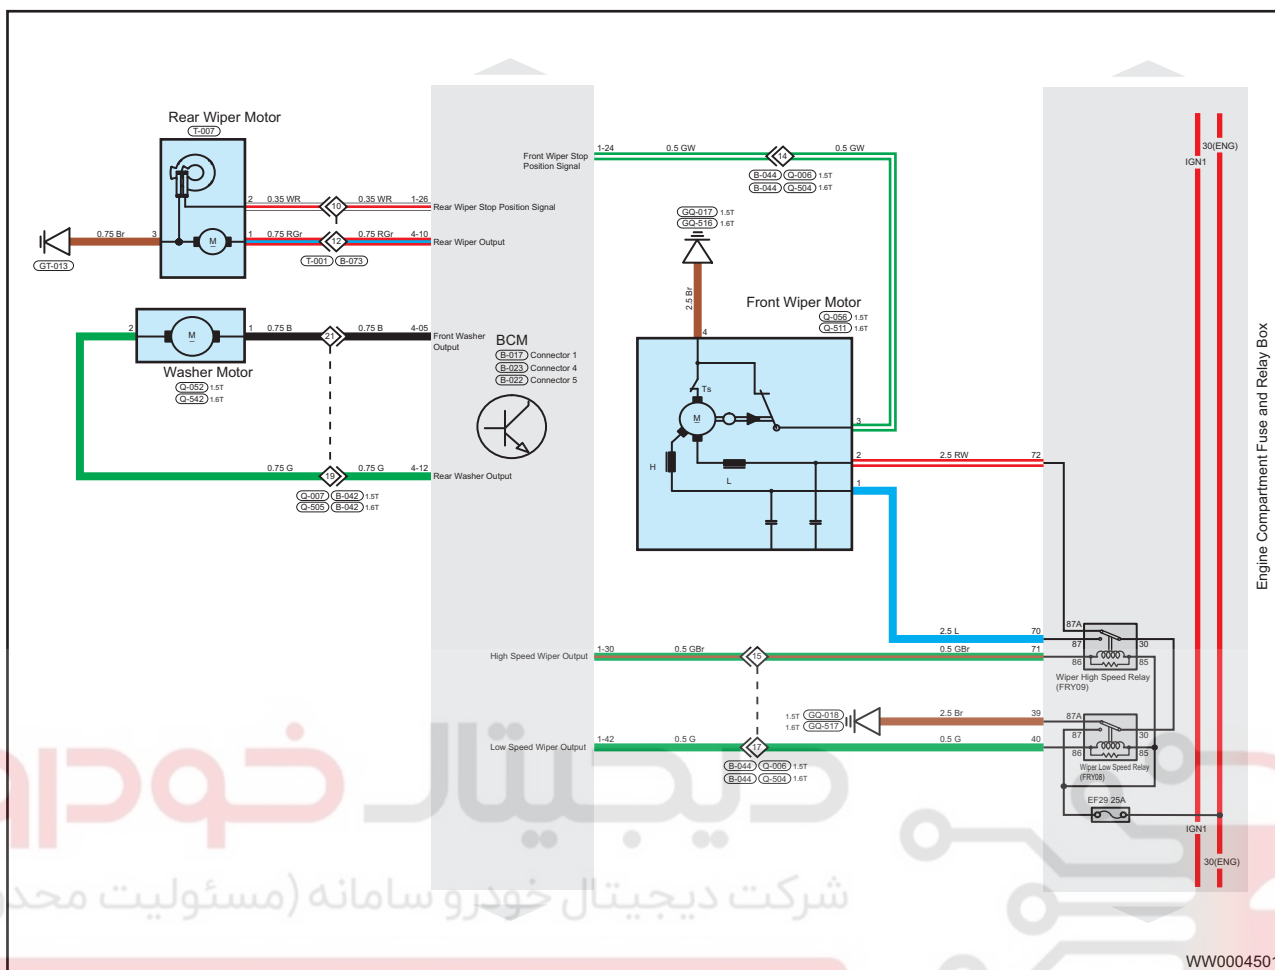 Rear Wiper Motor
T-007
2 0.35 WR 10 0.35 WR 1-26
Rear Wiper Stop Position Signal
0.75 Br 3
M
1 0.75 RGr 12 0.75 RGr 4-10
Rear Wiper Output
GT-013
T-001 B-073
2
M
1 0.75 B 21 0.75 B 4-05
Front Washer
Output
Washer Motor
Q-052 1.5T
Q-542 1.6T
0.75 G 19 0.75 G 4-12
Rear Washer Output
Q-007 B-042 1.5T
Q-505 B-042 1.6T
BCM
B-017 Connector 1
B-023 Connector 4
B-022 Connector 5
Front Wiper Stop
Position Signal
1-24 0.5 GW 14 0.5 GW
B-044 Q-006 1.5T
B-044 Q-504 1.6T
GQ-017 1.5T
GQ-516 1.6T
2.5 Br
Front Wiper Motor
Q-056 1.5T
Q-511 1.6T
4
Ts
M
3
H
L
2 2.5 RW 72
1
2.5 L 70
High Speed Wiper Output
1-30 0.5 GBr 15 0.5 GBr 71
1.5T GQ-018
1.6T GQ-517
2.5 Br 39
Low Speed Wiper Output
1-42 0.5 G 17 0.5 G 40
B-044 Q-006 1.5T
B-044 Q-504 1.6T
IGN1
30(ENG)
Engine Compartment Fuse and Relay Box
87A
87 30
86 85
Wiper High Speed Relay
(FRY09)
87A
87 30
86 85
Wiper Low Speed Relay
(FRY08)
EF29 25A
IGN1
30(ENG)
دیجیتال خودرو
شرکت دیجیتال خودرو سامانه (مسئولیت
WW0004501